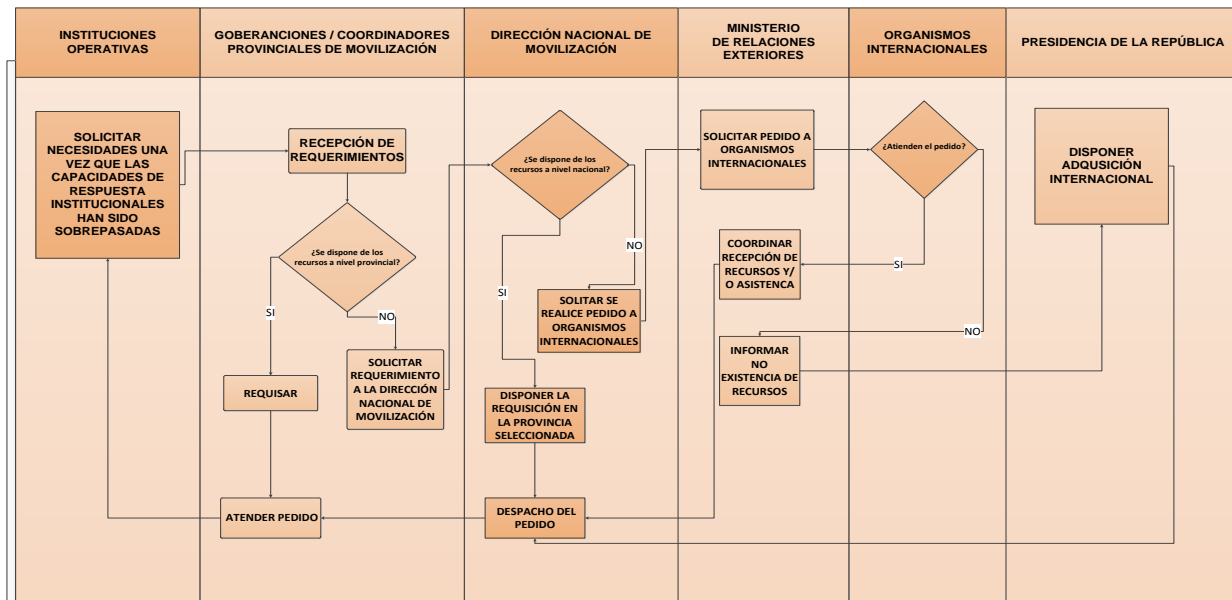 INSTITUCIONES
OPERATIVAS
GOBERANCIONES / COORDINADORES
PROVINCIALES DE MOVILIZACIÓN
DIRECCIÓN NACIONAL DE
MOVILIZACIÓN
MINISTERIO
DE RELACIONES
EXTERIORES
ORGANISMOS
INTERNACIONALES
PRESIDENCIA DE LA REPÚBLICA
SOLICITAR
NECESIDADES UNA
VEZ QUE LAS
CAPACIDADES DE
RESPUESTA
INSTITUCIONALES
HAN SIDO
SOBREPASADAS
RECEPCIÓN DE
REQUERIMIENTOS
¿Se dispone de los
recursos a nivel provincial?
SI
NO
REQUISAR
SOLICITAR
REQUERIMIENTO
A LA DIRECCIÓN
NACIONAL DE
MOVILIZACIÓN
ATENDER PEDIDO
¿Se dispone de los
recursos a nivel nacional?
NO
SI
SOLITAR SE
REALICE PEDIDO A
ORGANISMOS
INTERNACIONALES
DISPONER LA
REQUISICIÓN EN
LA PROVINCIA
SELECCIONADA
DESPACHO DEL
PEDIDO
SOLICITAR PEDIDO A
ORGANISMOS
INTERNACIONALES
COORDINAR
RECEPCIÓN DE
RECURSOS Y/
O ASISTENCA
INFORMAR
NO
EXISTENCIA DE
RECURSOS
¿Atienden el pedido?
SI
NO
DISPONER
ADQUSICIÓN
INTERNACIONAL